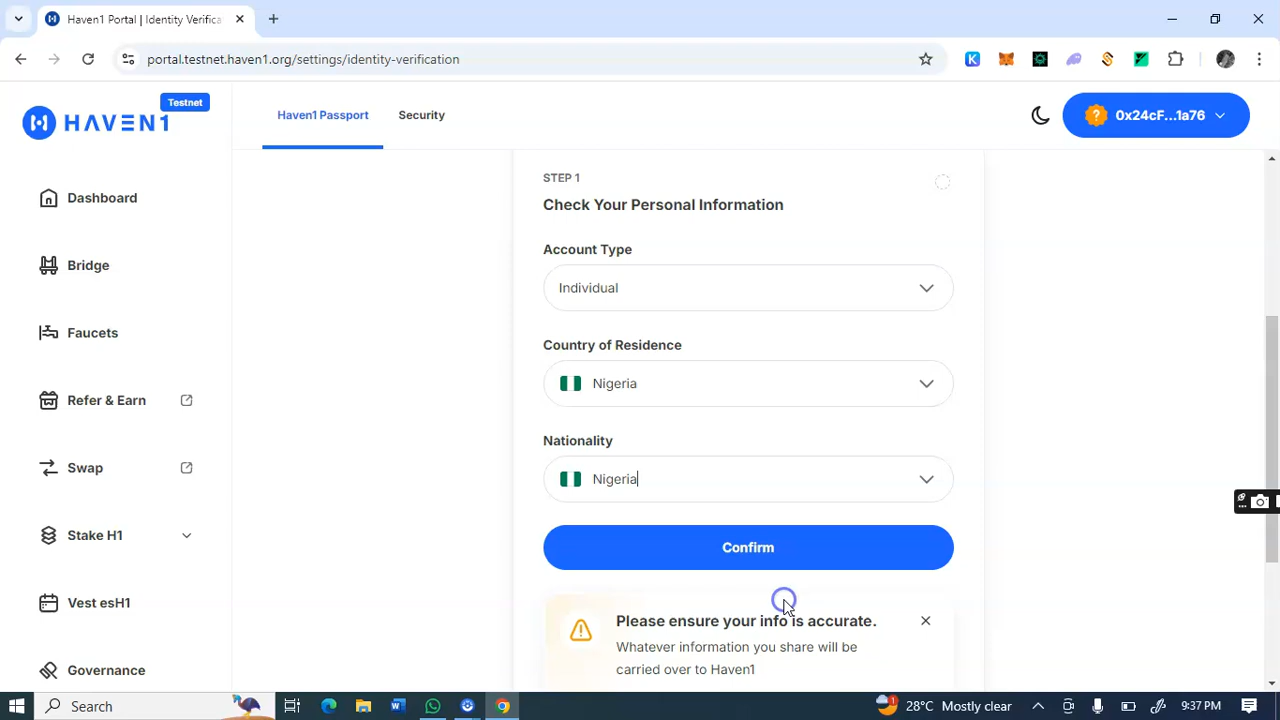 Haven1 Portal | Identity Verifica
portal.testnet.haven1.org/settings/identity-verification
Testnet
HAVEN1
Haven1 Passport
Security
0x24cF...1a76
Dashboard
Bridge
Faucets
Refer & Earn
Swap
Stake H1
Vest esH1
Governance
STEP 1
Check Your Personal Information
Account Type
Individual
Country of Residence
Nigeria
Nationality
Nigeria
Confirm
Please ensure your info is accurate.
Whatever information you share will be
carried over to Haven1
Search
1
28°C Mostly clear
9:37 PM